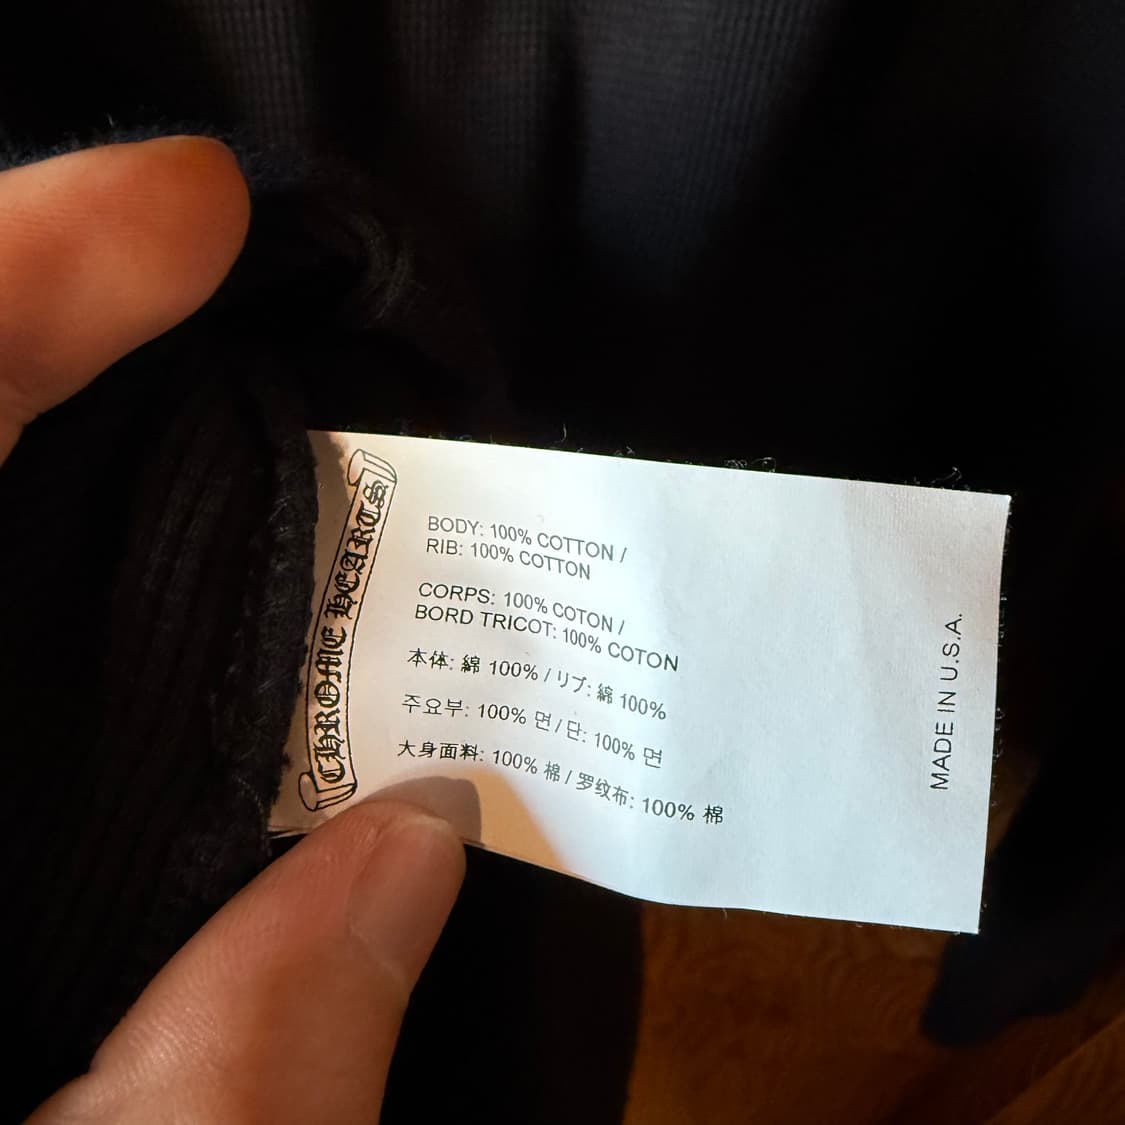 CHROME HEARTS
BODY: 100% COTTON /
RIB: 100% COTTON
CORPS: 100% COTON /
BORD TRICOT: 100% COTON
本体: 綿 100% / リブ: 綿 100%
주요부: 100% 면 / 단: 100% 면
大身面料: 100% 棉 / 罗纹布: 100% 棉
MADE IN U.S.A.